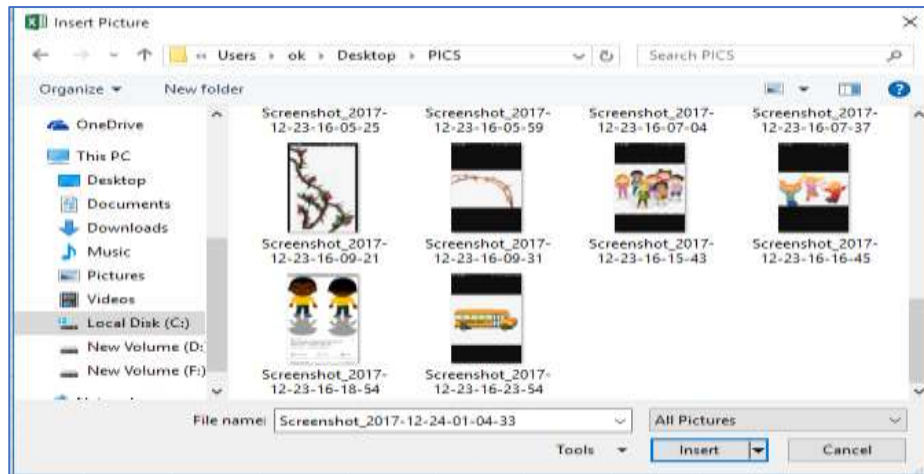 Insert Picture
« Users › ok › Desktop › PICS
Search PICS
Organize
New folder
OneDrive
This PC
Desktop
Documents
Downloads
Music
Pictures
Videos
Local Disk (C:)
New Volume (D:
New Volume (F:)
Screenshot_2017-
12-23-16-05-25
Screenshot_2017-
12-23-16-05-59
Screenshot_2017-
12-23-16-07-04
Screenshot_2017-
12-23-16-07-37
Screenshot_2017-
12-23-16-09-21
Screenshot_2017-
12-23-16-09-31
Screenshot_2017-
12-23-16-15-43
Screenshot_2017-
12-23-16-16-45
Screenshot_2017-
12-23-16-18-54
Screenshot_2017-
12-23-16-23-54
File name: Screenshot_2017-12-24-01-04-33
All Pictures
Tools
Insert
Cancel